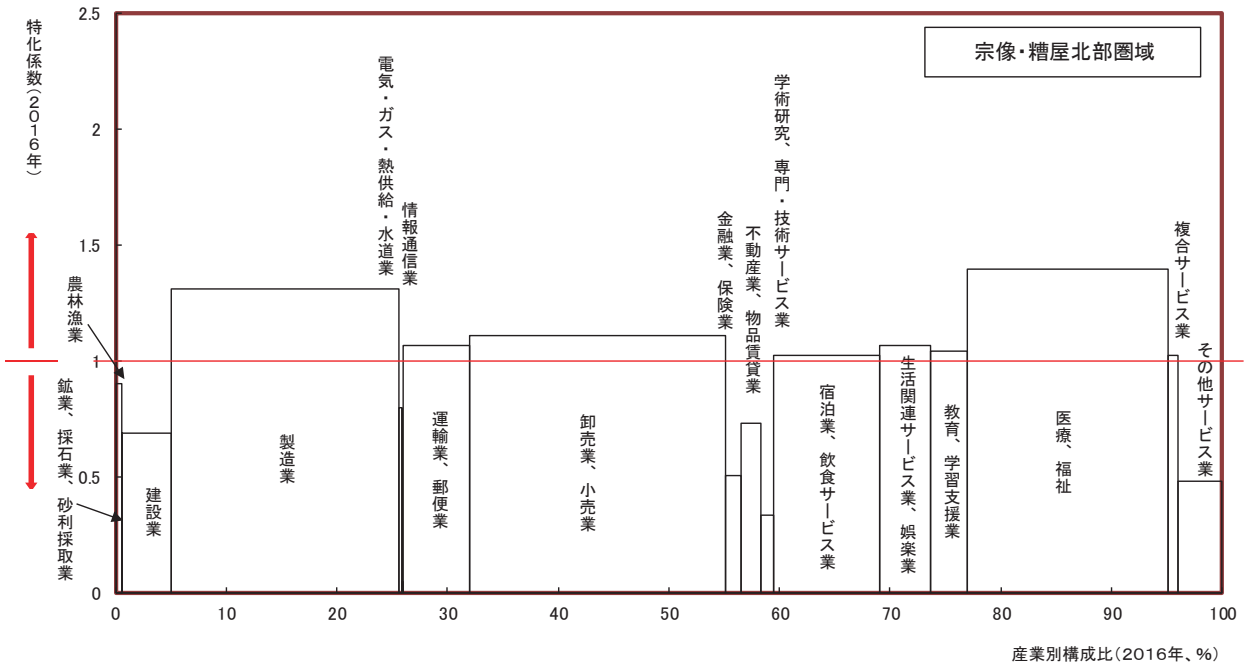 宗像・糟屋北部圏域
特化係数（2016年）
2.5
2
1.5
1
0.5
0
農林漁業
鉱業、採石業、砂利採取業
建設業
製造業
電気・ガス・熱供給・水道業
情報通信業
運輸業、郵便業
卸売業、小売業
金融業、保険業
不動産業、物品賃貸業
学術研究、専門・技術サービス業
宿泊業、飲食サービス業
生活関連サービス業、娯楽業
教育、学習支援業
医療、福祉
複合サービス業
その他サービス業
0 10 20 30 40 50 60 70 80 90 100
産業別構成比（2016年、%）